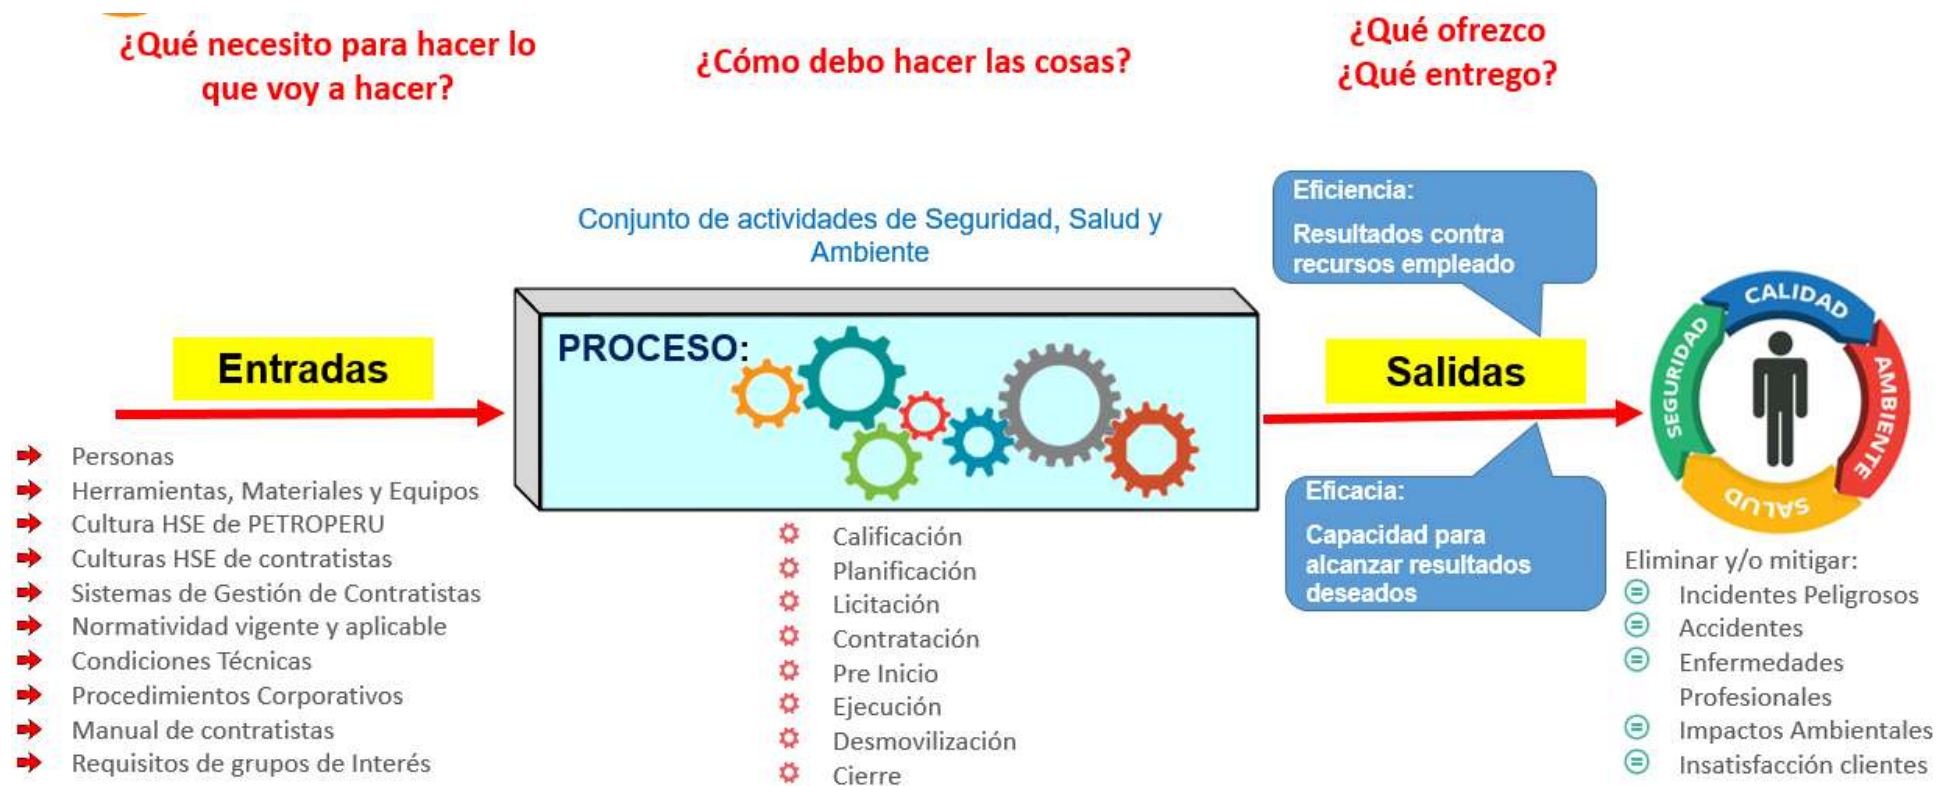 ¿Qué necesito para hacer lo
que voy a hacer?
¿Cómo debo hacer las cosas?
¿Qué ofrezco
¿Qué entrego?
Conjunto de actividades de Seguridad, Salud y
Ambiente
Entradas
Personas
Herramientas, Materiales y Equipos
Cultura HSE de PETROPERU
Culturas HSE de contratistas
Sistemas de Gestión de Contratistas
Normatividad vigente y aplicable
Condiciones Técnicas
Procedimientos Corporativos
Manual de contratistas
Requisitos de grupos de Interés
PROCESO:
Calificación
Planificación
Licitación
Contratación
Pre Inicio
Ejecución
Desmovilización
Cierre
Eficiencia:
Resultados contra
recursos empleado
Salidas
Eficacia:
Capacidad para
alcanzar resultados
deseados
CALIDAD
AMBIENTE
SALUD
SEGURIDAD
Eliminar y/o mitigar:
Incidentes Peligrosos
Accidentes
Enfermedades
Profesionales
Impactos Ambientales
Insatisfacción clientes